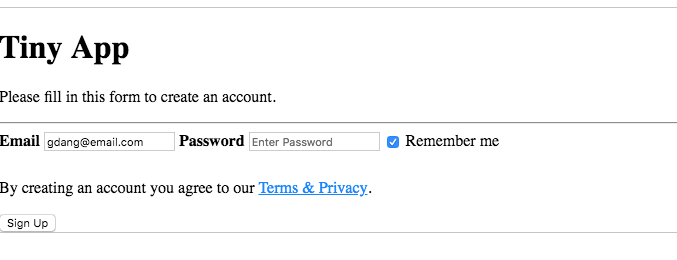 Tiny App
Please fill in this form to create an account.
Email gdang@email.com Password Enter Password Remember me
By creating an account you agree to our Terms & Privacy.
Sign Up